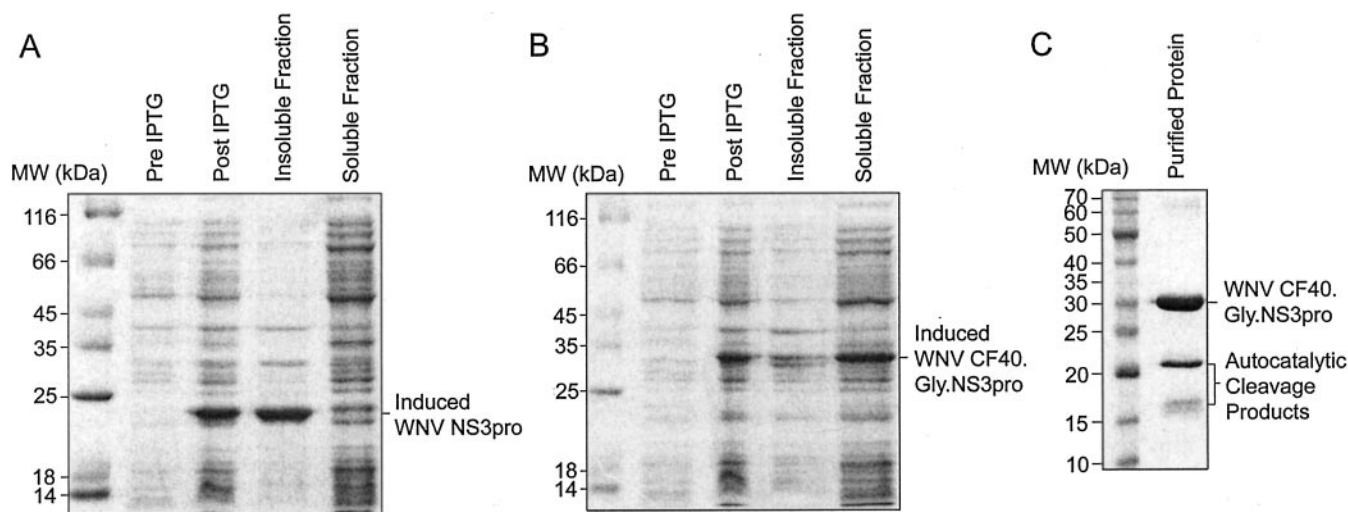 A
MW (kDa)
Pre IPTG
Post IPTG
Insoluble Fraction
Soluble Fraction
116
66
45
35
25
18
14
Induced
WNV NS3pro
B
MW (kDa)
Pre IPTG
Post IPTG
Insoluble Fraction
Soluble Fraction
116
66
45
35
25
18
14
Induced
WNV CF40.
Gly.NS3pro
C
MW (kDa)
Purified Protein
70
60
50
40
35
30
25
20
15
10
WNV CF40.
Gly.NS3pro
Autocatalytic
Cleavage
Products